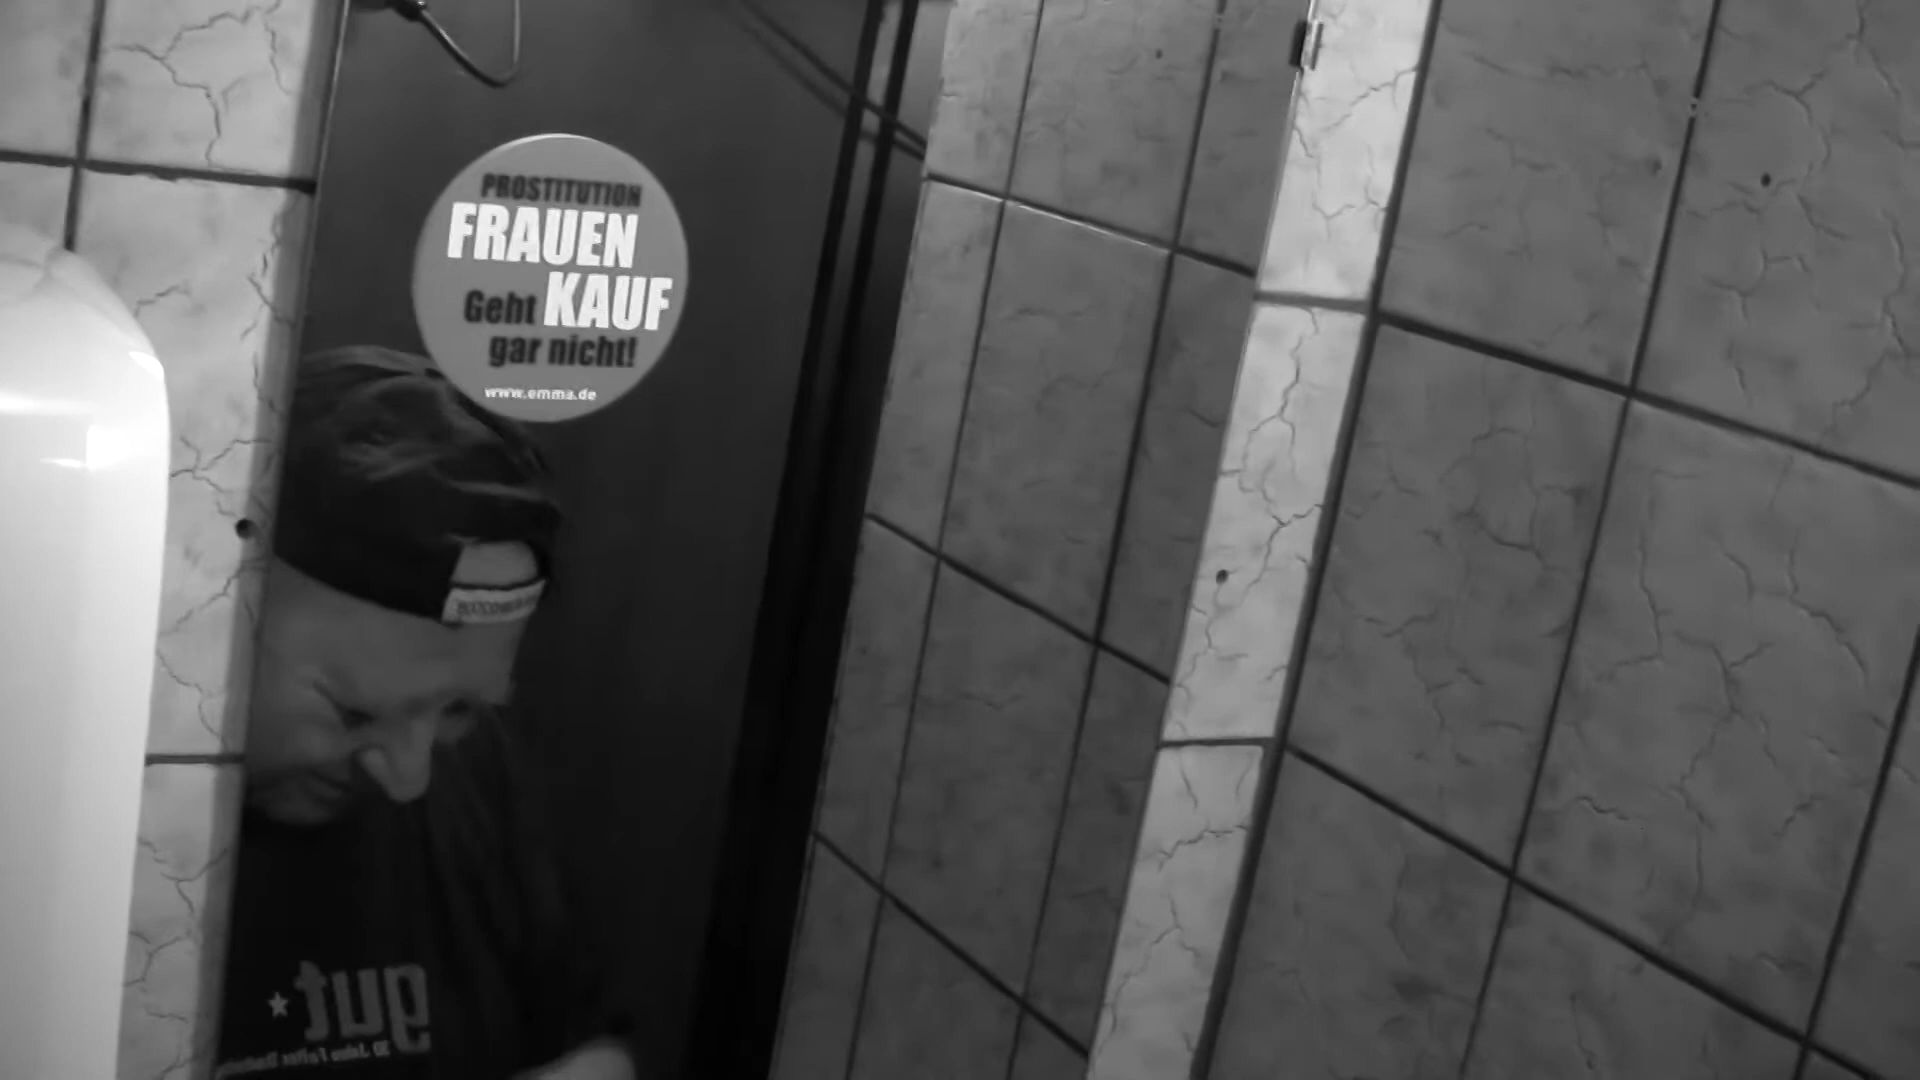 PROSTITUTION
FRAUEN
Geht KAUF
gar nicht!
www.emma.de
gut